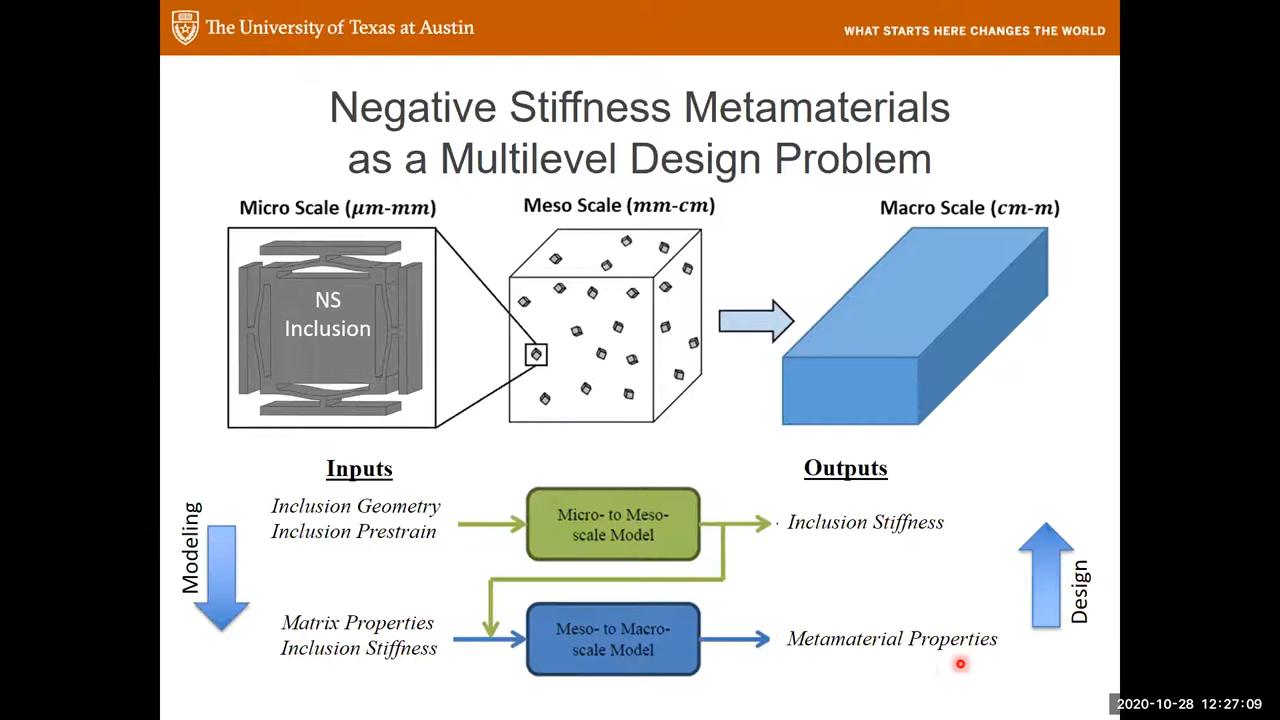 The University of Texas at Austin
WHAT STARTS HERE CHANGES THE WORLD
Negative Stiffness Metamaterials
as a Multilevel Design Problem
Micro Scale (μm-mm)
Meso Scale (mm-cm)
Macro Scale (cm-m)
NS
Inclusion
Inputs
Outputs
Modeling
Inclusion Geometry
Inclusion Prestrain
Micro- to Meso-
scale Model
Inclusion Stiffness
Matrix Properties
Inclusion Stiffness
Meso- to Macro-
scale Model
Metamaterial Properties
Design
2020-10-28 12:27:09